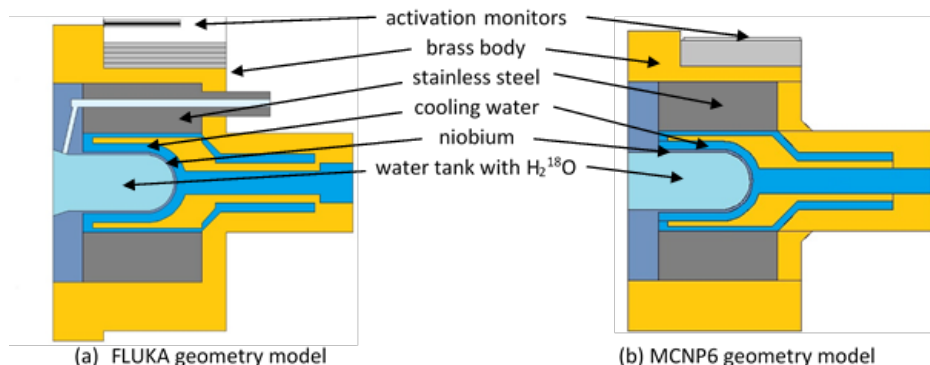 activation monitors
brass body
stainless steel
cooling water
niobium
water tank with H₂¹⁸O
(a) FLUKA geometry model
(b) MCNP6 geometry model